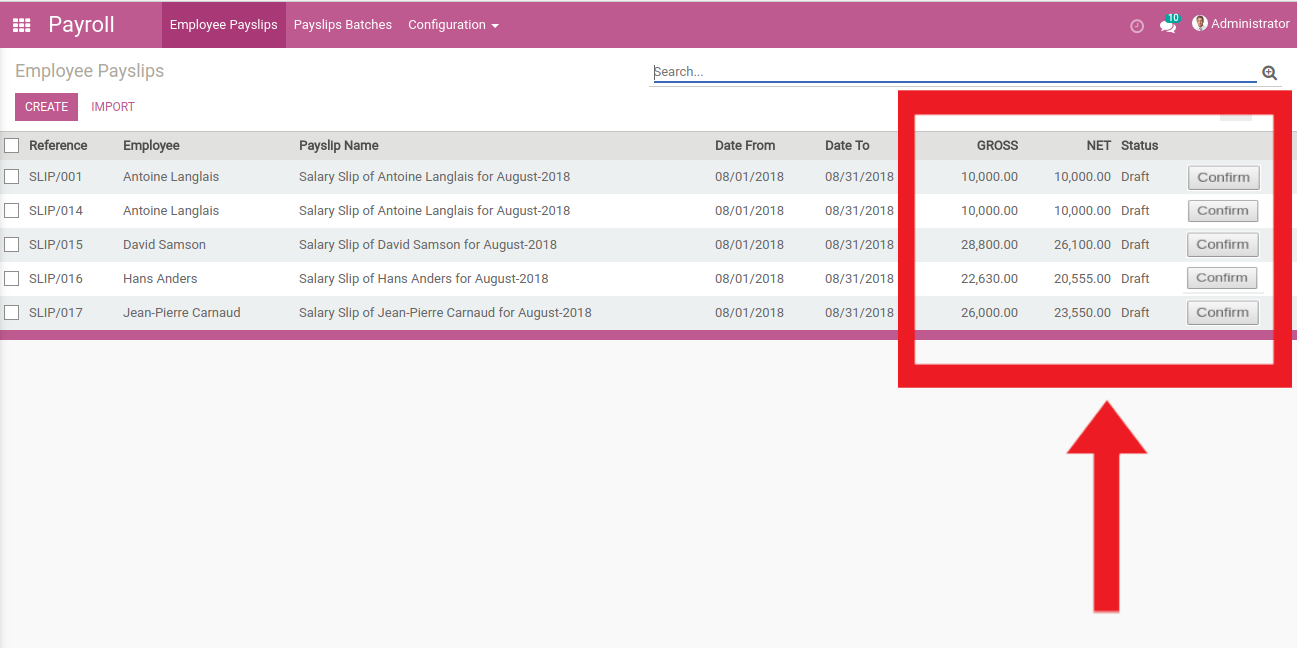 Payroll Employee Payslips Payslips Batches Configuration 10 Administrator
Employee Payslips Search...
CREATE IMPORT
Reference Employee Payslip Name Date From Date To GROSS NET Status
SLIP/001 Antoine Langlais Salary Slip of Antoine Langlais for August-2018 08/01/2018 08/31/2018 10,000.00 10,000.00 Draft Confirm
SLIP/014 Antoine Langlais Salary Slip of Antoine Langlais for August-2018 08/01/2018 08/31/2018 10,000.00 10,000.00 Draft Confirm
SLIP/015 David Samson Salary Slip of David Samson for August-2018 08/01/2018 08/31/2018 28,800.00 26,100.00 Draft Confirm
SLIP/016 Hans Anders Salary Slip of Hans Anders for August-2018 08/01/2018 08/31/2018 22,630.00 20,555.00 Draft Confirm
SLIP/017 Jean-Pierre Carnaud Salary Slip of Jean-Pierre Carnaud for August-2018 08/01/2018 08/31/2018 26,000.00 23,550.00 Draft Confirm